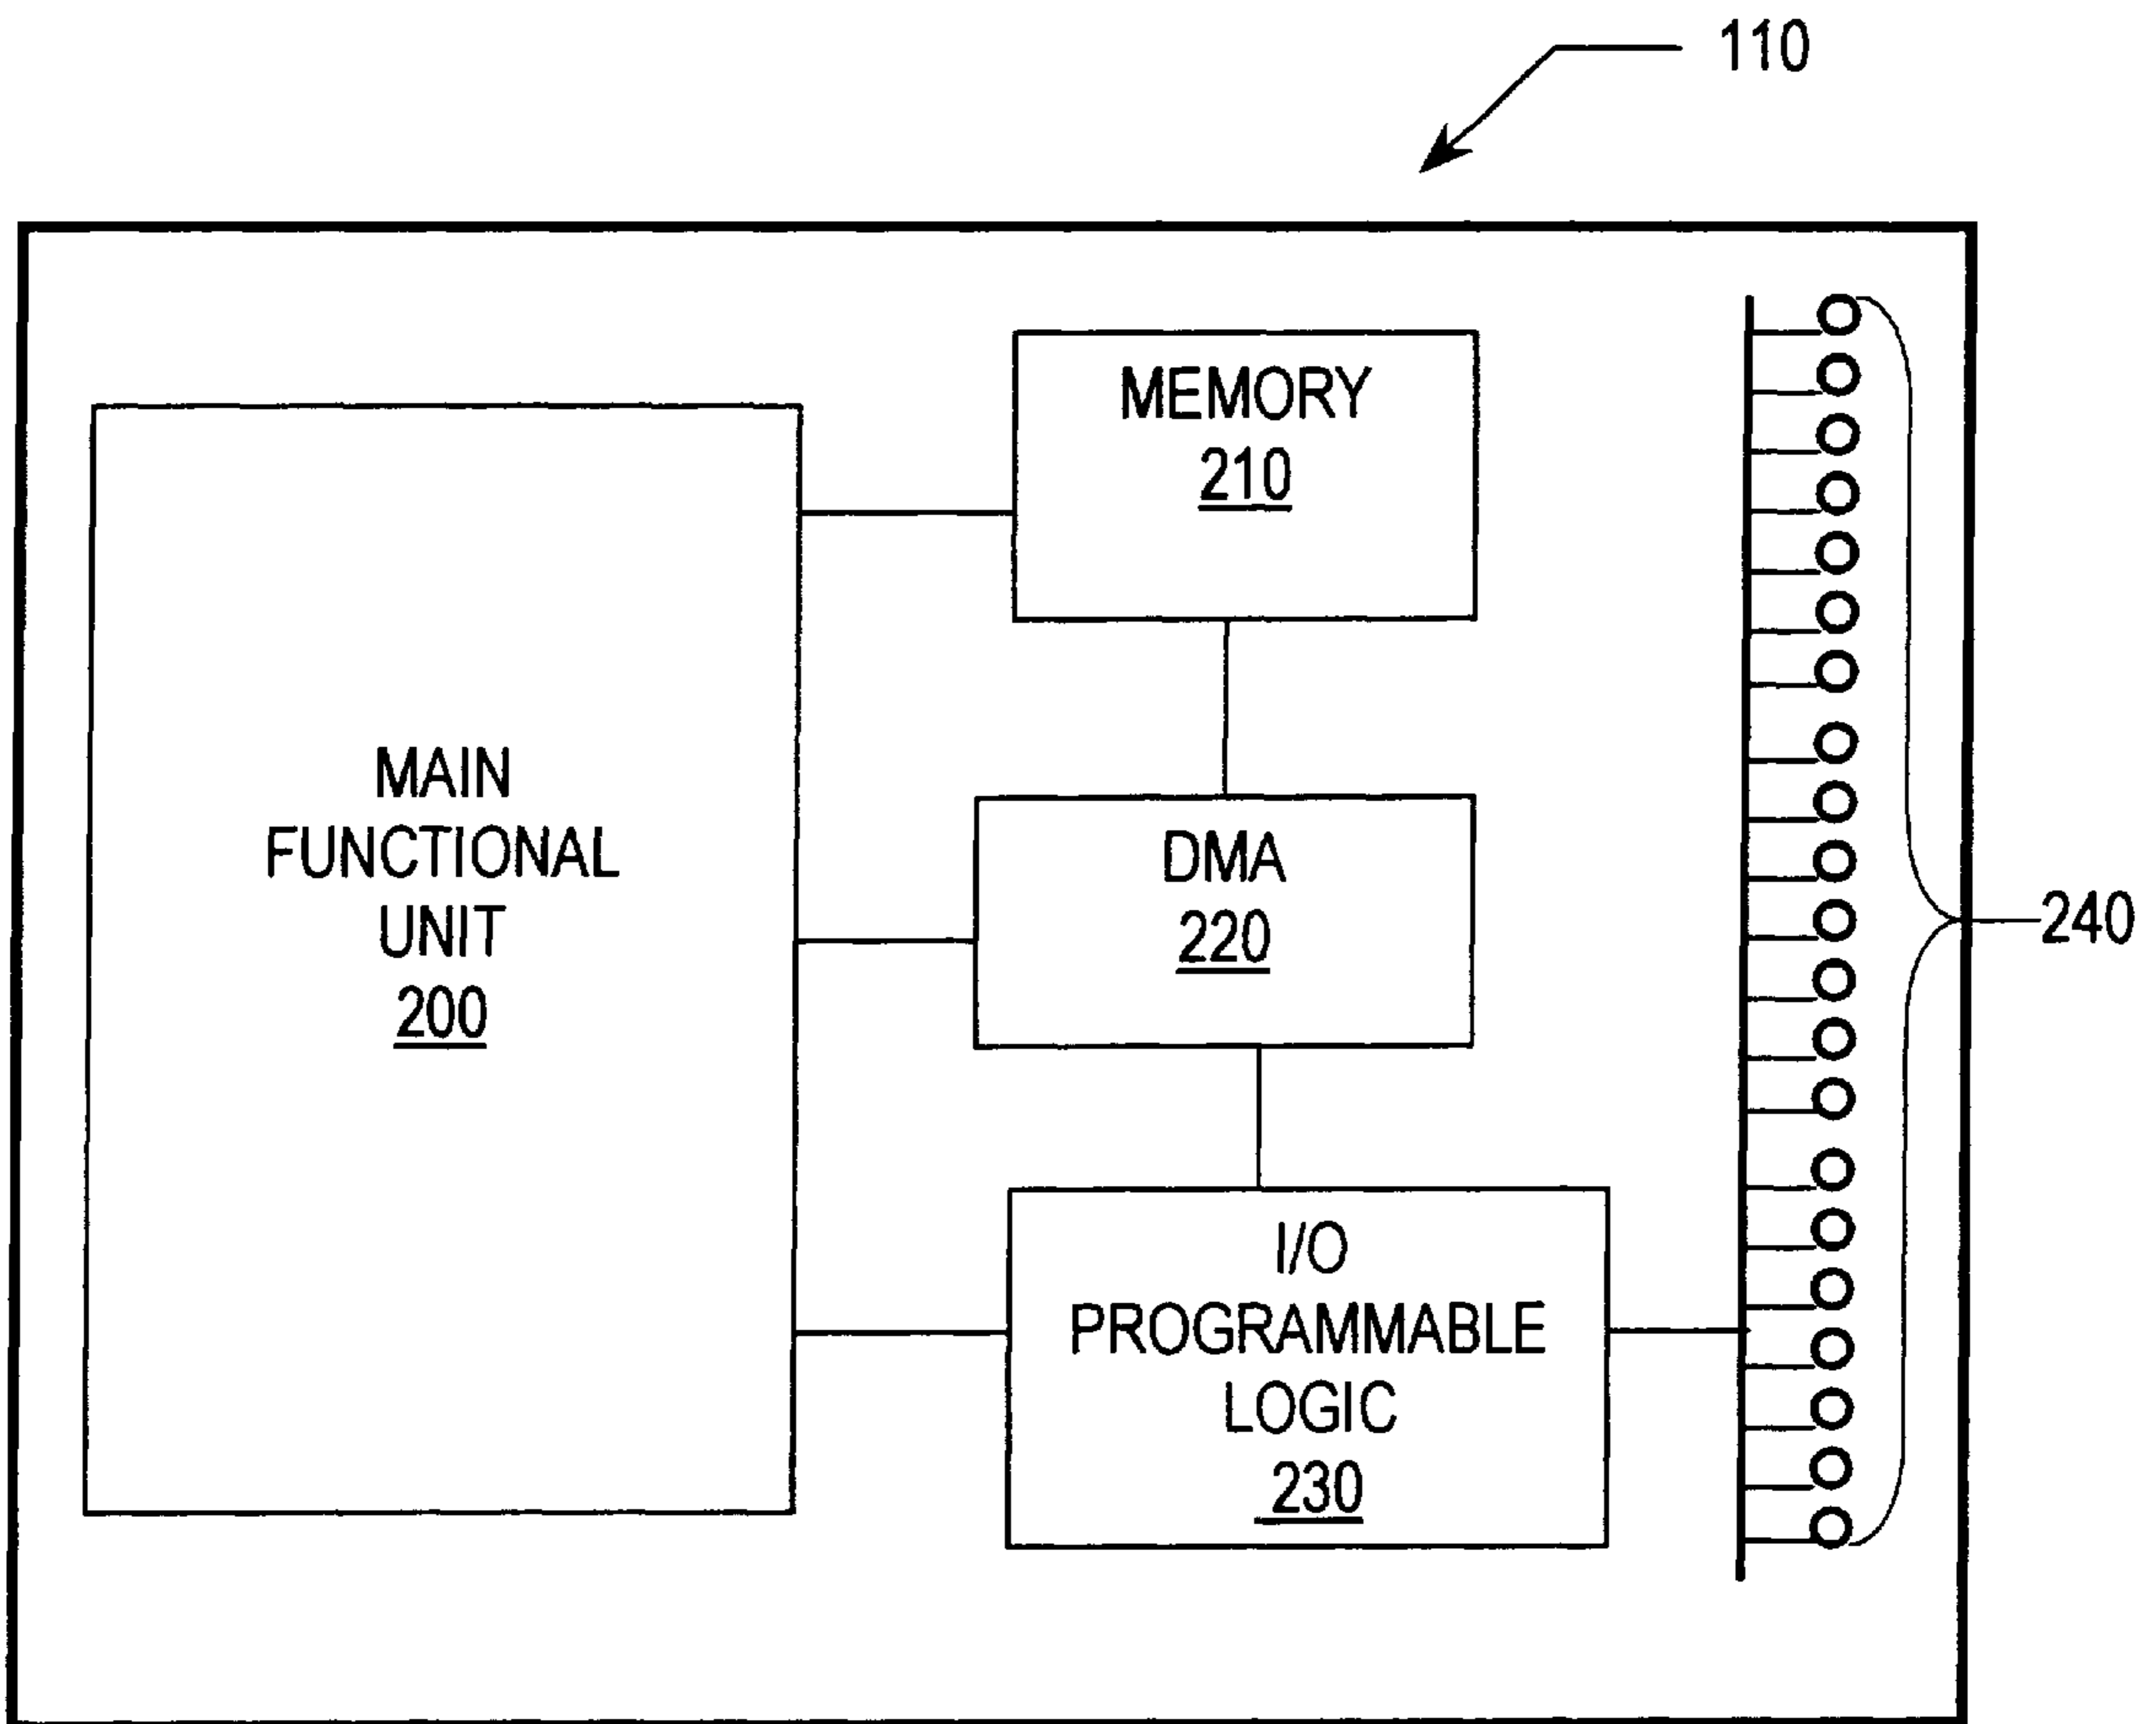 110
MEMORY
210
MAIN
FUNCTIONAL
UNIT
200
DMA
220
240
I/O
PROGRAMMABLE
LOGIC
230